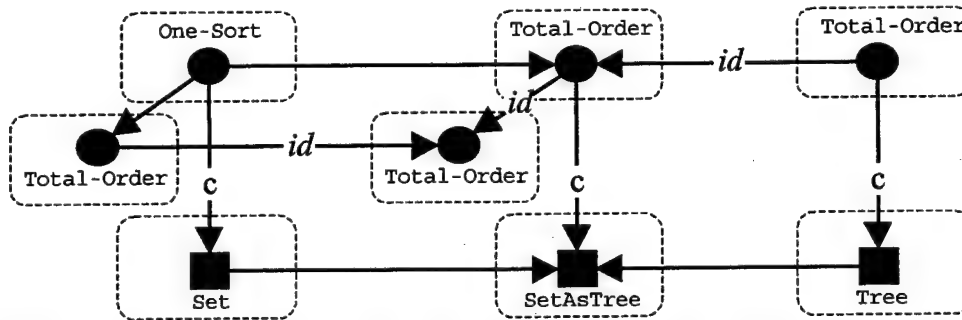 One-Sort
Total-Order
Total-Order
id
id
id
Total-Order
Total-Order
c
c
c
Set
SetAsTree
Tree